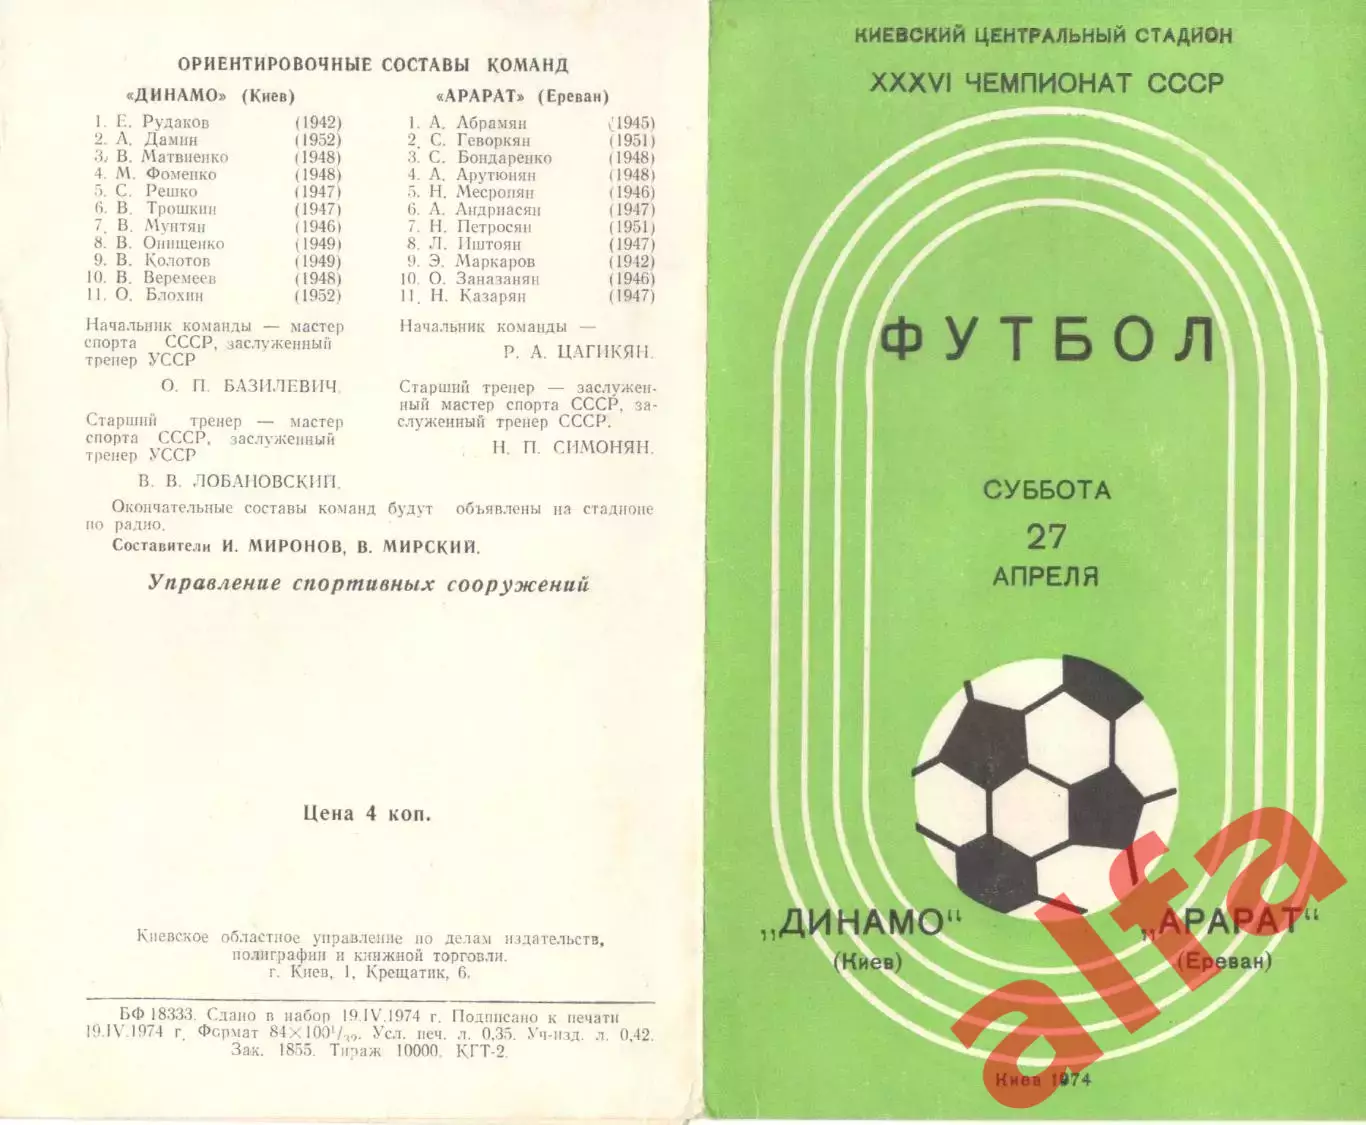 ОРИЕНТИРОВОЧНЫЕ СОСТАВЫ КОМАНД
«ДИНАМО» (Киев)
1. Е. Рудаков (1942)
2. А. Дамин (1952)
3. В. Матвиенко (1948)
4. М. Фоменко (1948)
5. С. Решко (1947)
6. В. Трошкин (1947)
7. В. Мунтян (1946)
8. В. Онищенко (1949)
9. В. Колотов (1949)
10. В. Веремеев (1948)
11. О. Блохин (1952)
Начальник команды — мастер
спорта СССР, заслуженный
тренер УССР
О. П. БАЗИЛЕВИЧ.
Старший тренер — мастер
спорта СССР, заслуженный
тренер УССР
В. В. ЛОБАНОВСКИЙ.
«АРАРАТ» (Ереван)
1. А. Абрамян (1945)
2. С. Геворкян (1951)
3. С. Бондаренко (1948)
4. А. Арутюнян (1948)
5. Н. Месропян (1946)
6. А. Андриасян (1947)
7. Н. Петросян (1951)
8. Л. Иштоян (1947)
9. Э. Маркаров (1942)
10. О. Заназанян (1946)
11. Н. Казарян (1947)
Начальник команды —
Р. А. ЦАГИКЯН.
Старший тренер — заслужен-
ный мастер спорта СССР, за-
служенный тренер СССР.
Н. П. СИМОНЯН.
Окончательные составы команд будут объявлены на стадионе
по радио.
Составители И. МИРОНОВ, В. МИРСКИЙ.
Управление спортивных сооружений
Цена 4 коп.
Киевское областное управление по делам издательств,
полиграфии и книжной торговли.
г. Киев, 1, Крещатик, 6.
БФ 18333. Сдано в набор 19.IV.1974 г. Подписано к печати
19.IV.1974 г. Формат 84×100¹/₃₂. Усл. печ. л. 0,35. Уч-изд. л. 0,42.
Зак. 1855. Тираж 10000. КГТ-2.
КИЕВСКИЙ ЦЕНТРАЛЬНЫЙ СТАДИОН
XXXVI ЧЕМПИОНАТ СССР
ФУТБОЛ
СУББОТА
27
АПРЕЛЯ
„ДИНАМО“
(Киев)
„АРАРАТ“
(Ереван)
Киев 1974
alfa